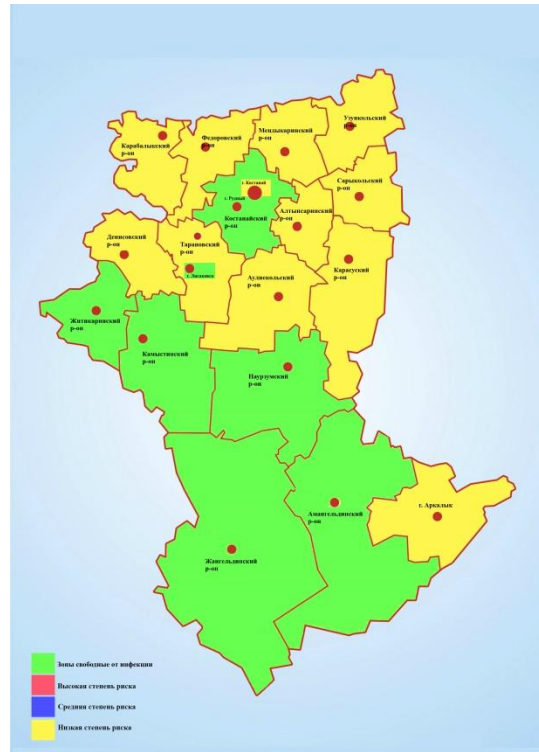 Узункольский
р-он
Федоровский
р-он
Мендыкаринский
р-он
Карабалыкский
р-он
Сарыкольский
р-он
г. Костанай
г. Рудный
Костанайский
р-он
Алтынсаринский
р-он
Денисовский
р-он
Тарановский
р-он
г. Лисаковск
Аулиекольский
р-он
Карасуский
р-он
Житикаринский
р-он
Камыстинский
р-он
Наурзумский
р-он
Амангельдинский
р-он
г. Аркалык
Жангельдинский
р-он
Зоны свободные от инфекции
Высокая степень риска
Средняя степень риска
Низкая степень риска